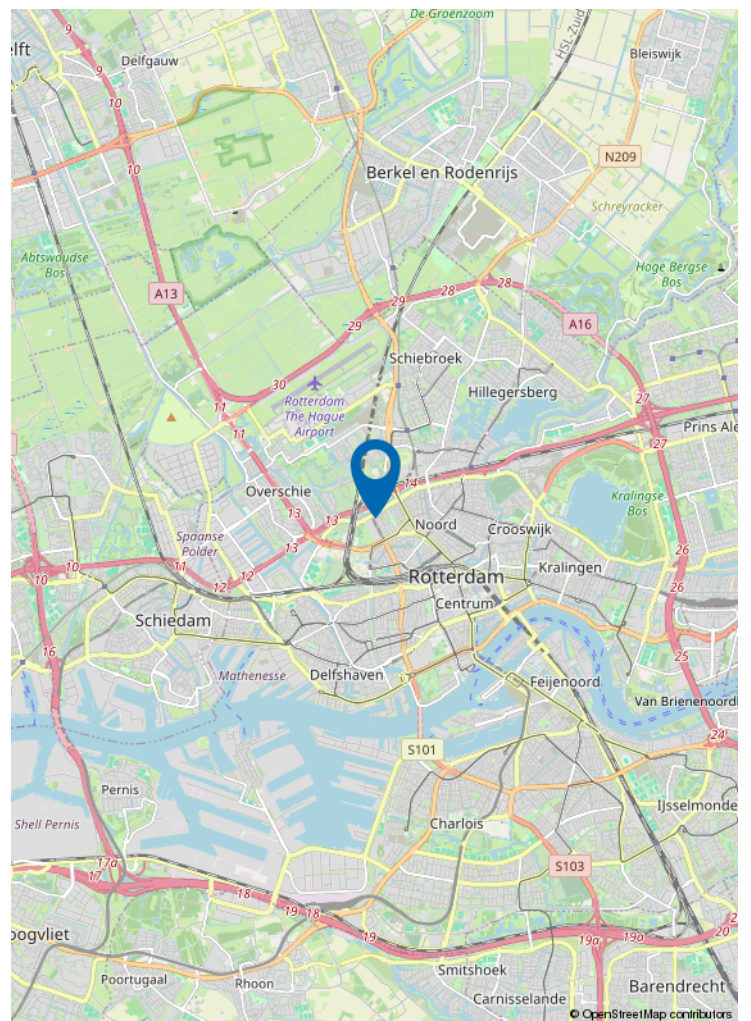 De Groenzoom
9
elft
Delfgauw
9
HSL-Zuid
Bleiswijk
10
10
N209
Berkel en Rodenrijs
Schreyracker
Abtswoudse
Bos
Hoge Bergse
Bos
A13
28
28
29
29
A16
Schiebroek
30
11
Rotterdam
The Hague
Airport
Hillegersberg
27
11
Prins Ale
27
14
Overschie
13
13
13
Kralingse
Bos
Noord
Crooswijk
Spaanse
Polder
26
10
10
12
12
Rotterdam
Kralingen
26
Centrum
Schiedam
16
25
Mathenesse
Delfshaven
Feijenoord
Van Brienenoordb
24
S101
Pernis
IJsselmonde
Shell Pernis
Charlois
17a
17
S103
18
19
18
19
19a
19a
20
2
oogvliet
Smitshoek
Poortugaal
Rhoon
Barendrecht
Carnisselande
© OpenStreetMap contributors